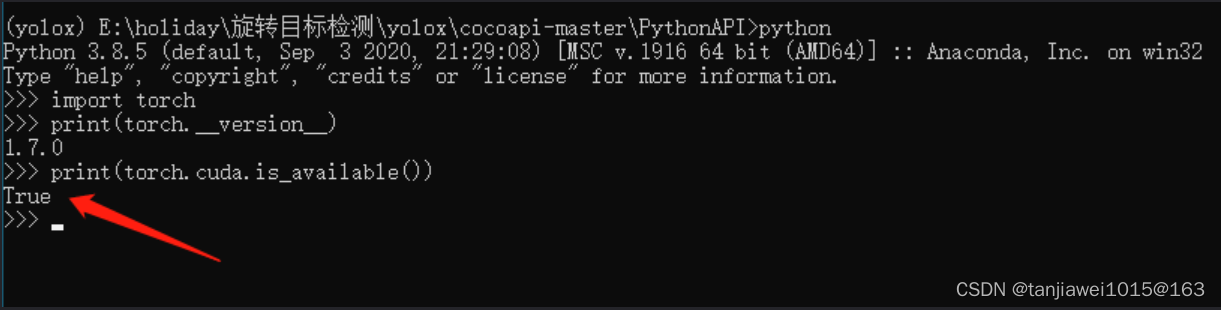 (yolox) E:\holiday\旋转目标检测\yolox\cocoapi-master\PythonAPI>python
Python 3.8.5 (default, Sep  3 2020, 21:29:08) [MSC v.1916 64 bit (AMD64)] :: Anaconda, Inc. on win32
Type "help", "copyright", "credits" or "license" for more information.
>>> import torch
>>> print(torch.__version__)
1.7.0
>>> print(torch.cuda.is_available())
True
>>>
CSDN @tanjiawei1015@163